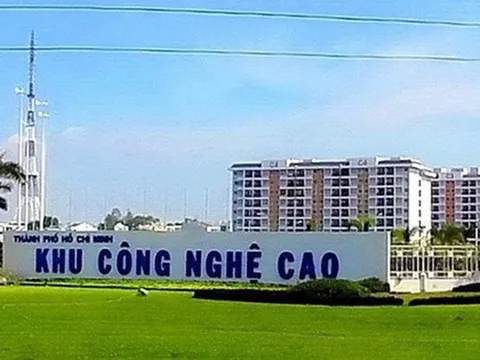 THÀNH PHỐ HỒ CHÍ MINH
KHU CÔNG NGHỆ CAO